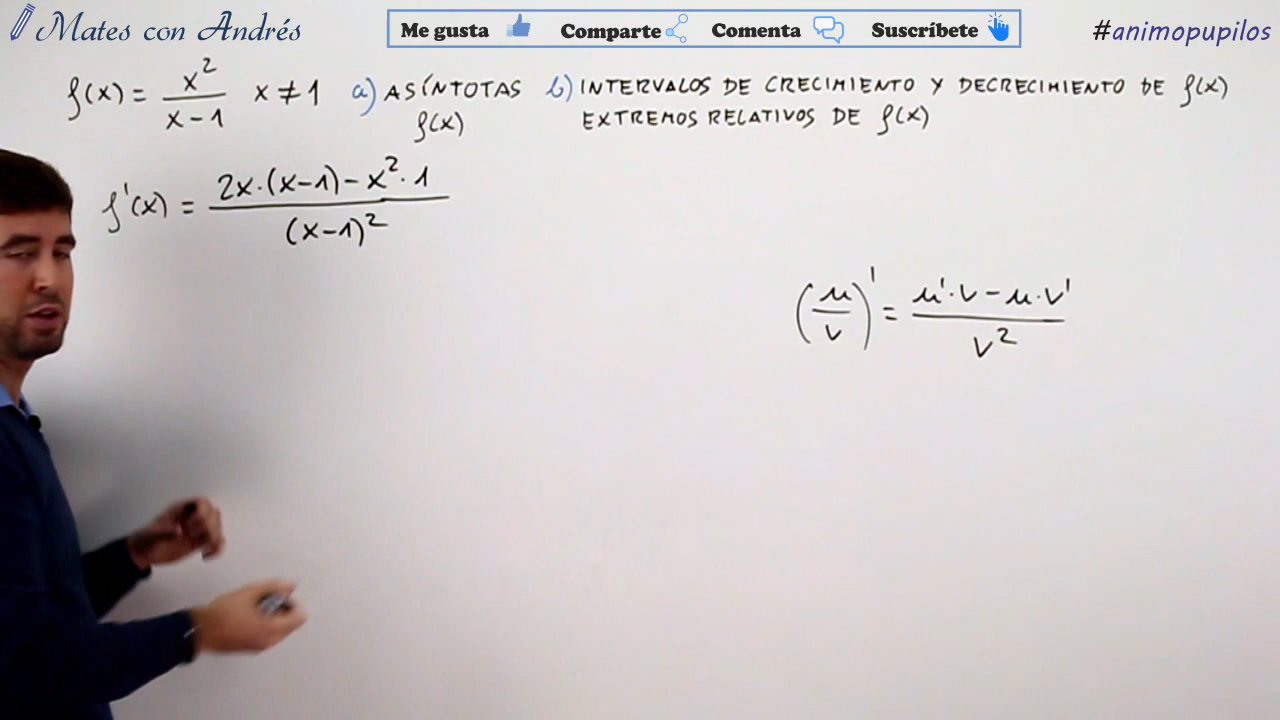 Mates con Andrés
Me gusta Comparte Comenta Suscríbete
#animopupilos
f(x) = x²/(x-1) x ≠ 1 a) ASÍNTOTAS f(x)
b) INTERVALOS DE CRECIMIENTO Y DECRECIMIENTO DE f(x)
EXTREMOS RELATIVOS DE f(x)
f'(x) = (2x·(x-1) - x²·1)/(x-1)²
(u/v)' = (u'·v - u·v')/v²